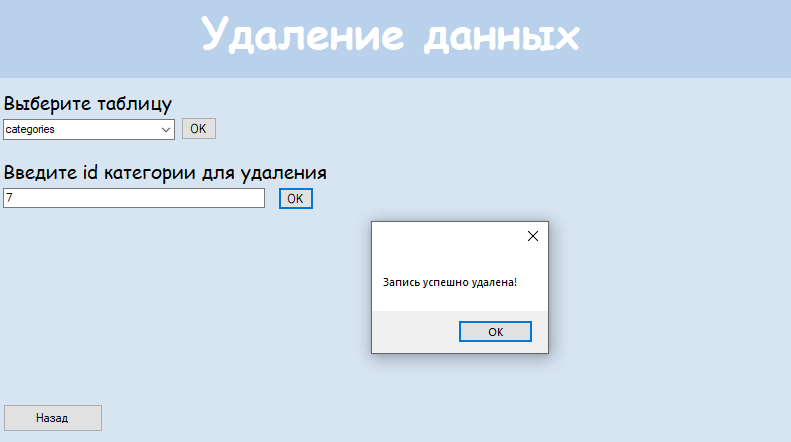 Удаление данных
Выберите таблицу
categories
OK
Введите id категории для удаления
7
OK
Запись успешно удалена!
OK
Назад